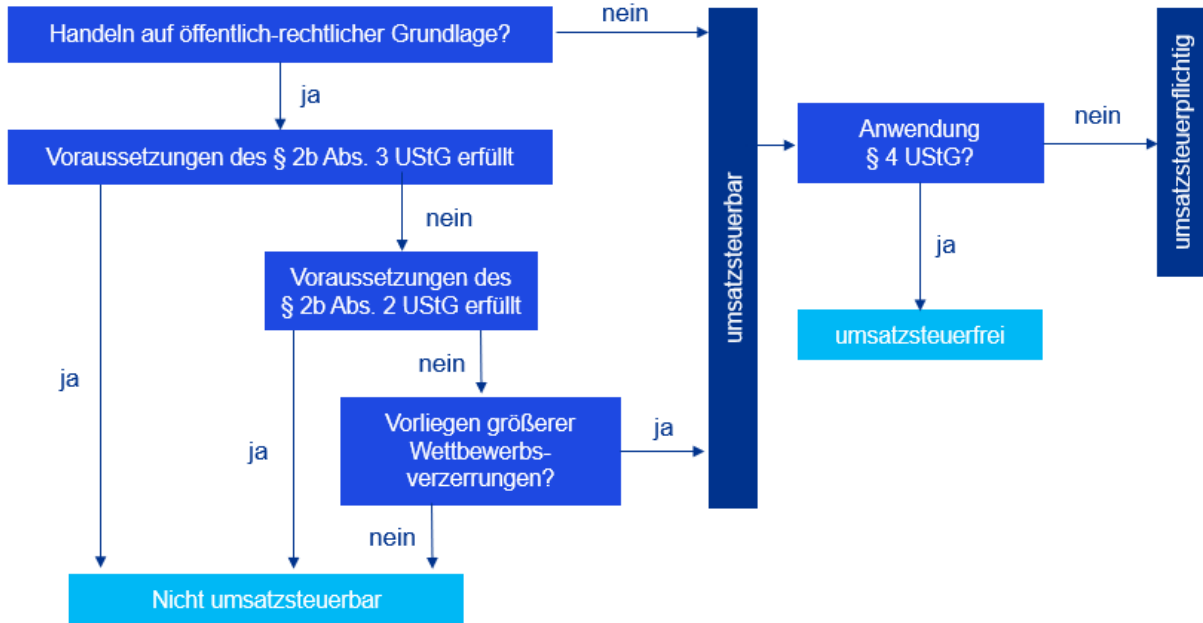 Handeln auf öffentlich-rechtlicher Grundlage?
nein
ja
Voraussetzungen des § 2b Abs. 3 UStG erfüllt
nein
Voraussetzungen des
§ 2b Abs. 2 UStG erfüllt
ja
ja
nein
Vorliegen größerer
Wettbewerbs-
verzerrungen?
ja
nein
Nicht umsatzsteuerbar
umsatzsteuerbar
Anwendung
§ 4 UStG?
nein
ja
umsatzsteuerfrei
umsatzsteuerpflichtig